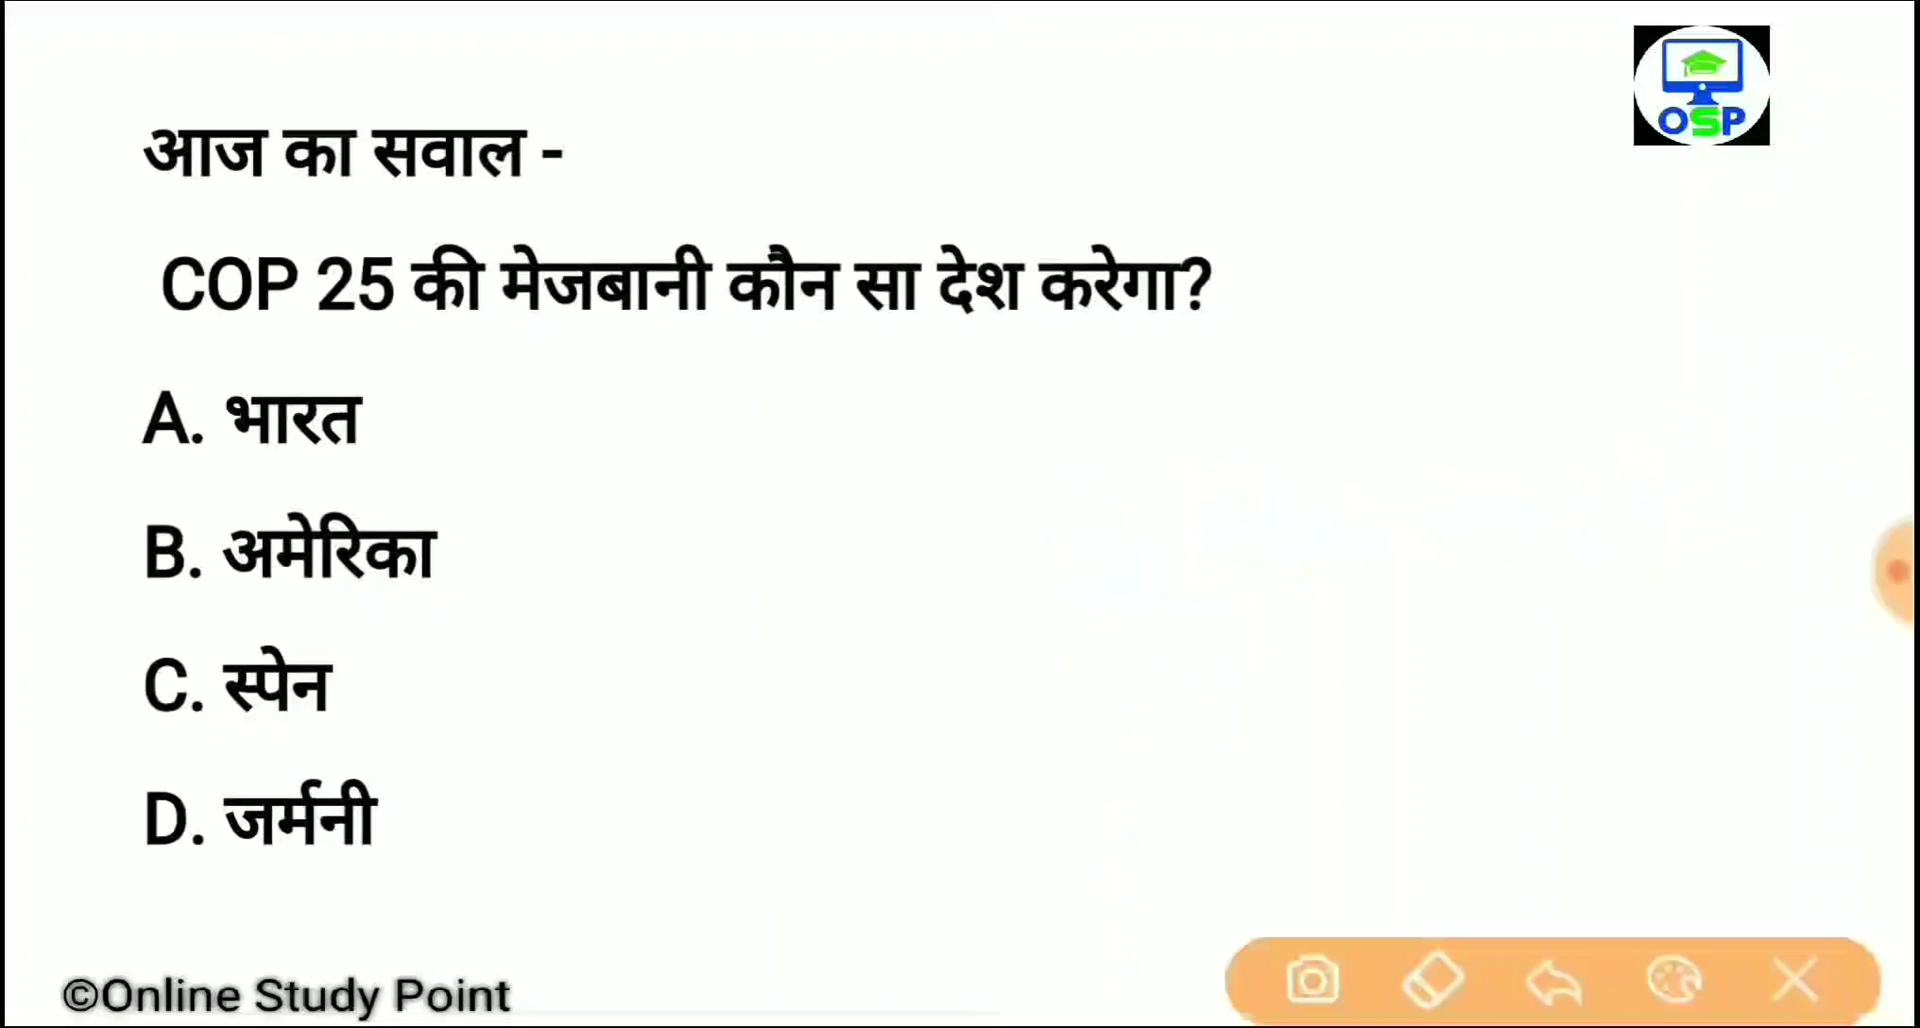 OSP
आज का सवाल -
COP 25 की मेजबानी कौन सा देश करेगा?
A. भारत
B. अमेरिका
C. स्पेन
D. जर्मनी
©Online Study Point